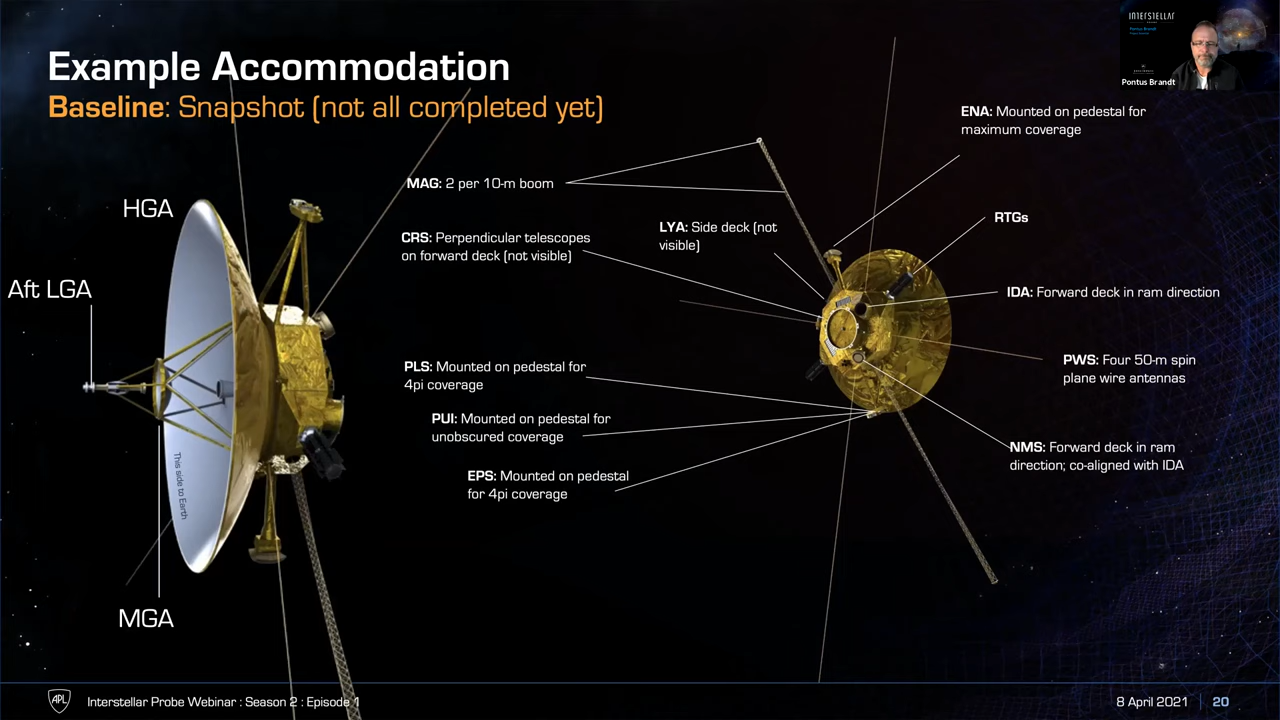 Example Accommodation
Baseline: Snapshot (not all completed yet)
INTERSTELLAR
Pontus Brandt
Pontus Brandt
ENA: Mounted on pedestal for
maximum coverage
MAG: 2 per 10-m boom
HGA
RTGs
LYA: Side deck (not
visible)
CRS: Perpendicular telescopes
on forward deck (not visible)
Aft LGA
IDA: Forward deck in ram direction
PWS: Four 50-m spin
plane wire antennas
PLS: Mounted on pedestal for
4pi coverage
PUI: Mounted on pedestal for
unobscured coverage
NMS: Forward deck in ram
direction; co-aligned with IDA
EPS: Mounted on pedestal
for 4pi coverage
This side to Earth
MGA
APL
Interstellar Probe Webinar : Season 2 : Episode 1
8 April 2021
20